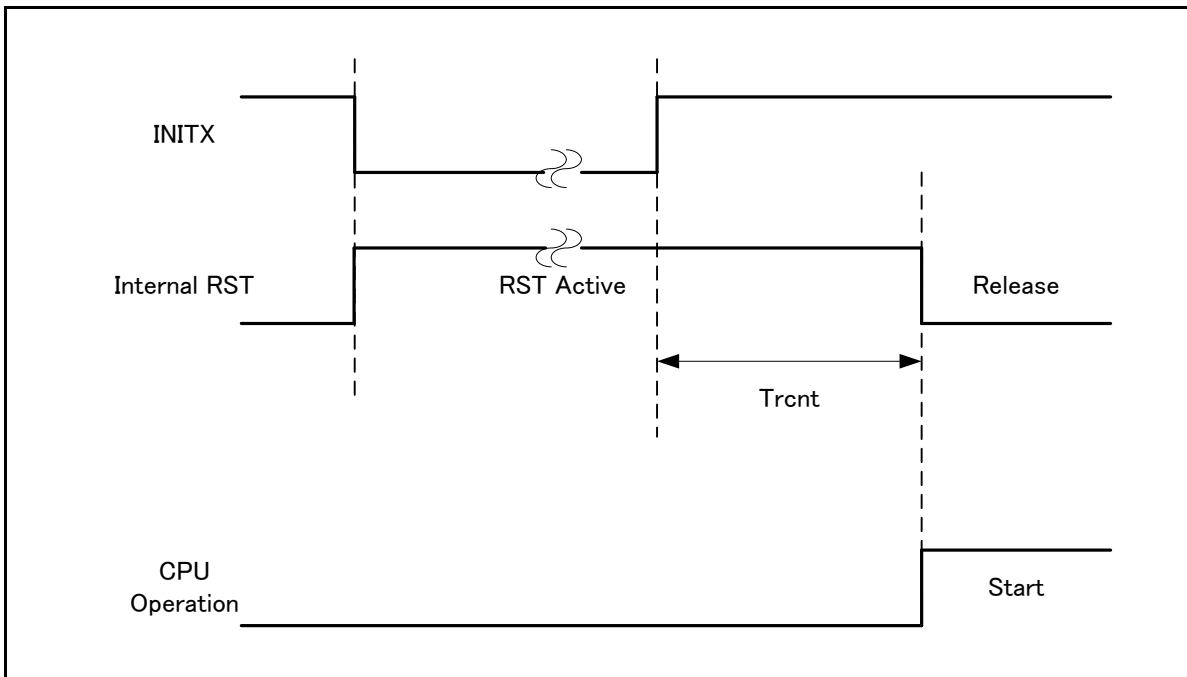 INITX
Internal RST
RST Active
Release
Trcnt
CPU
Operation
Start